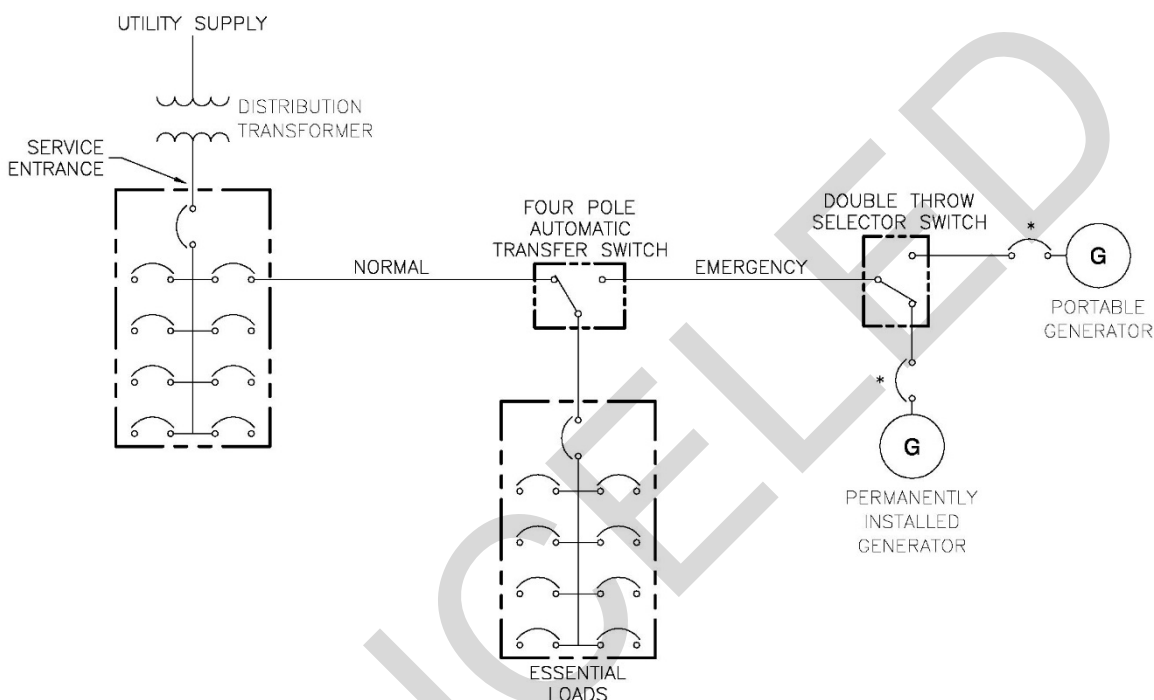 UTILITY SUPPLY
DISTRIBUTION
TRANSFORMER
SERVICE
ENTRANCE
FOUR POLE
AUTOMATIC
TRANSFER SWITCH
DOUBLE THROW
SELECTOR SWITCH
NORMAL
EMERGENCY
*
G
PORTABLE
GENERATOR
*
G
PERMANENTLY
INSTALLED
GENERATOR
ESSENTIAL
LOADS
NCELED